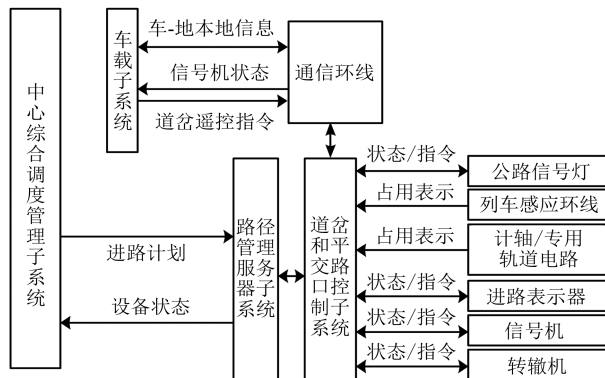 中心综合调度管理子系统
车载子系统
车-地本地信息
信号机状态
道岔遥控指令
通信环线
进路计划
设备状态
路径管理服务器子系统
道岔和平交路口控制子系统
状态/指令
公路信号灯
占用表示
列车感应环线
占用表示
计轴/专用
轨道电路
状态/指令
进路表示器
状态/指令
信号机
状态/指令
转辙机